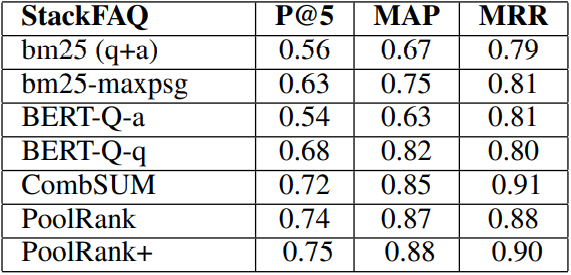 StackFAQ P@5 MAP MRR
bm25 (q+a) 0.56 0.67 0.79
bm25-maxpsg 0.63 0.75 0.81
BERT-Q-a 0.54 0.63 0.81
BERT-Q-q 0.68 0.82 0.80
CombSUM 0.72 0.85 0.91
PoolRank 0.74 0.87 0.88
PoolRank+ 0.75 0.88 0.90